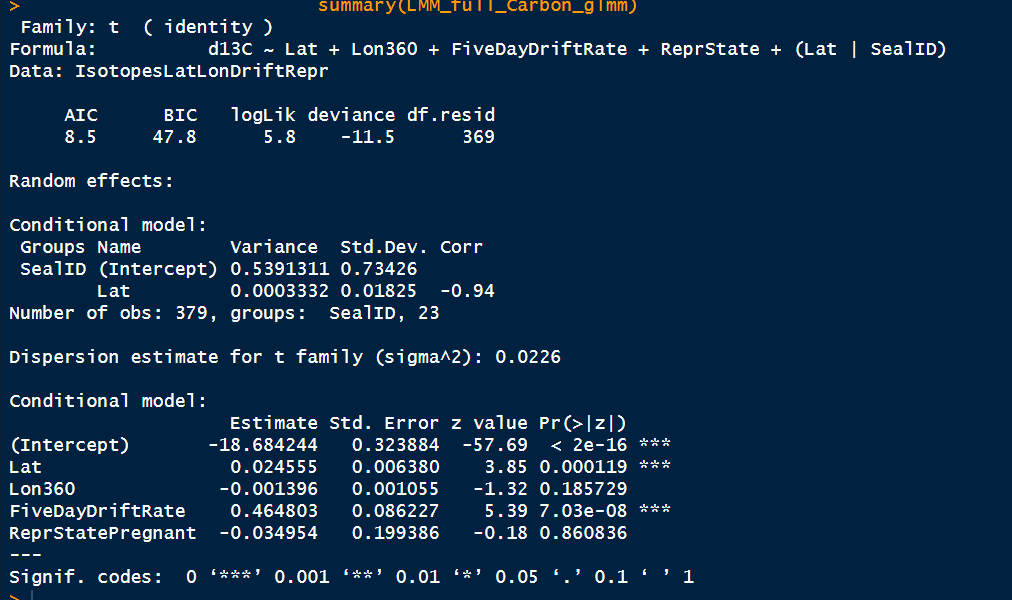 > summary(LMM_full_Carbon_glmm)
Family: t ( identity )
Formula: d13C ~ Lat + Lon360 + FiveDayDriftRate + ReprState + (Lat | SealID)
Data: IsotopesLatLonDriftRepr
AIC BIC logLik deviance df.resid
8.5 47.8 5.8 -11.5 369
Random effects:
Conditional model:
Groups Name Variance Std.Dev. Corr
SealID (Intercept) 0.5391311 0.73426
Lat 0.0003332 0.01825 -0.94
Number of obs: 379, groups: SealID, 23
Dispersion estimate for t family (sigma^2): 0.0226
Conditional model:
Estimate Std. Error z value Pr(>|z|)
(Intercept) -18.684244 0.323884 -57.69 < 2e-16 ***
Lat 0.024555 0.006380 3.85 0.000119 ***
Lon360 -0.001396 0.001055 -1.32 0.185729
FiveDayDriftRate 0.464803 0.086227 5.39 7.03e-08 ***
ReprStatePregnant -0.034954 0.199386 -0.18 0.860836
---
Signif. codes: 0 ‘***’ 0.001 ‘**’ 0.01 ‘*’ 0.05 ‘.’ 0.1 ‘ ’ 1
>